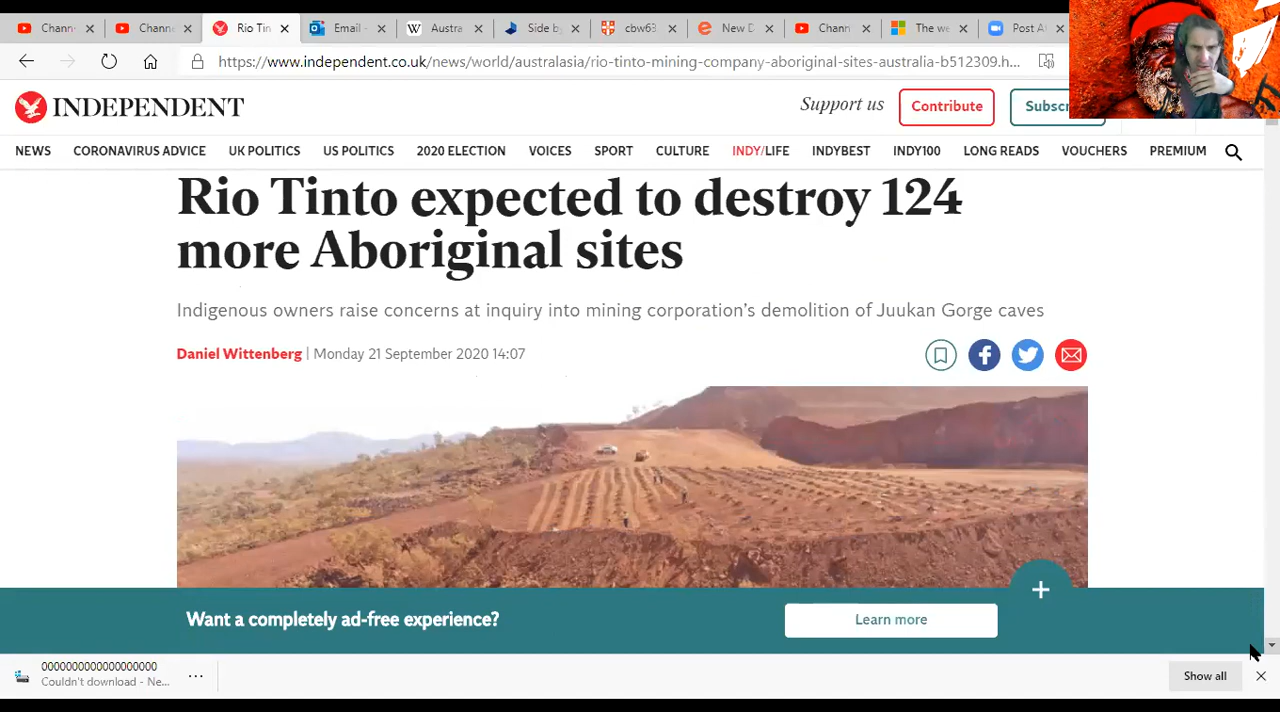 Chann
Chann
Rio Tin
Email -
Austra
Side by
cbw63
New D
Chann
The we
Post A
https://www.independent.co.uk/news/world/australasia/rio-tinto-mining-company-aboriginal-sites-australia-b512309.h...
INDEPENDENT
Support us
Contribute
Subsc
NEWS CORONAVIRUS ADVICE UK POLITICS US POLITICS 2020 ELECTION VOICES SPORT CULTURE INDY/LIFE INDYBEST INDY100 LONG READS VOUCHERS PREMIUM
Rio Tinto expected to destroy 124
more Aboriginal sites
Indigenous owners raise concerns at inquiry into mining corporation's demolition of Juukan Gorge caves
Daniel Wittenberg | Monday 21 September 2020 14:07
Want a completely ad-free experience?
Learn more
0000000000000000000
Couldn't download - Ne...
Show all